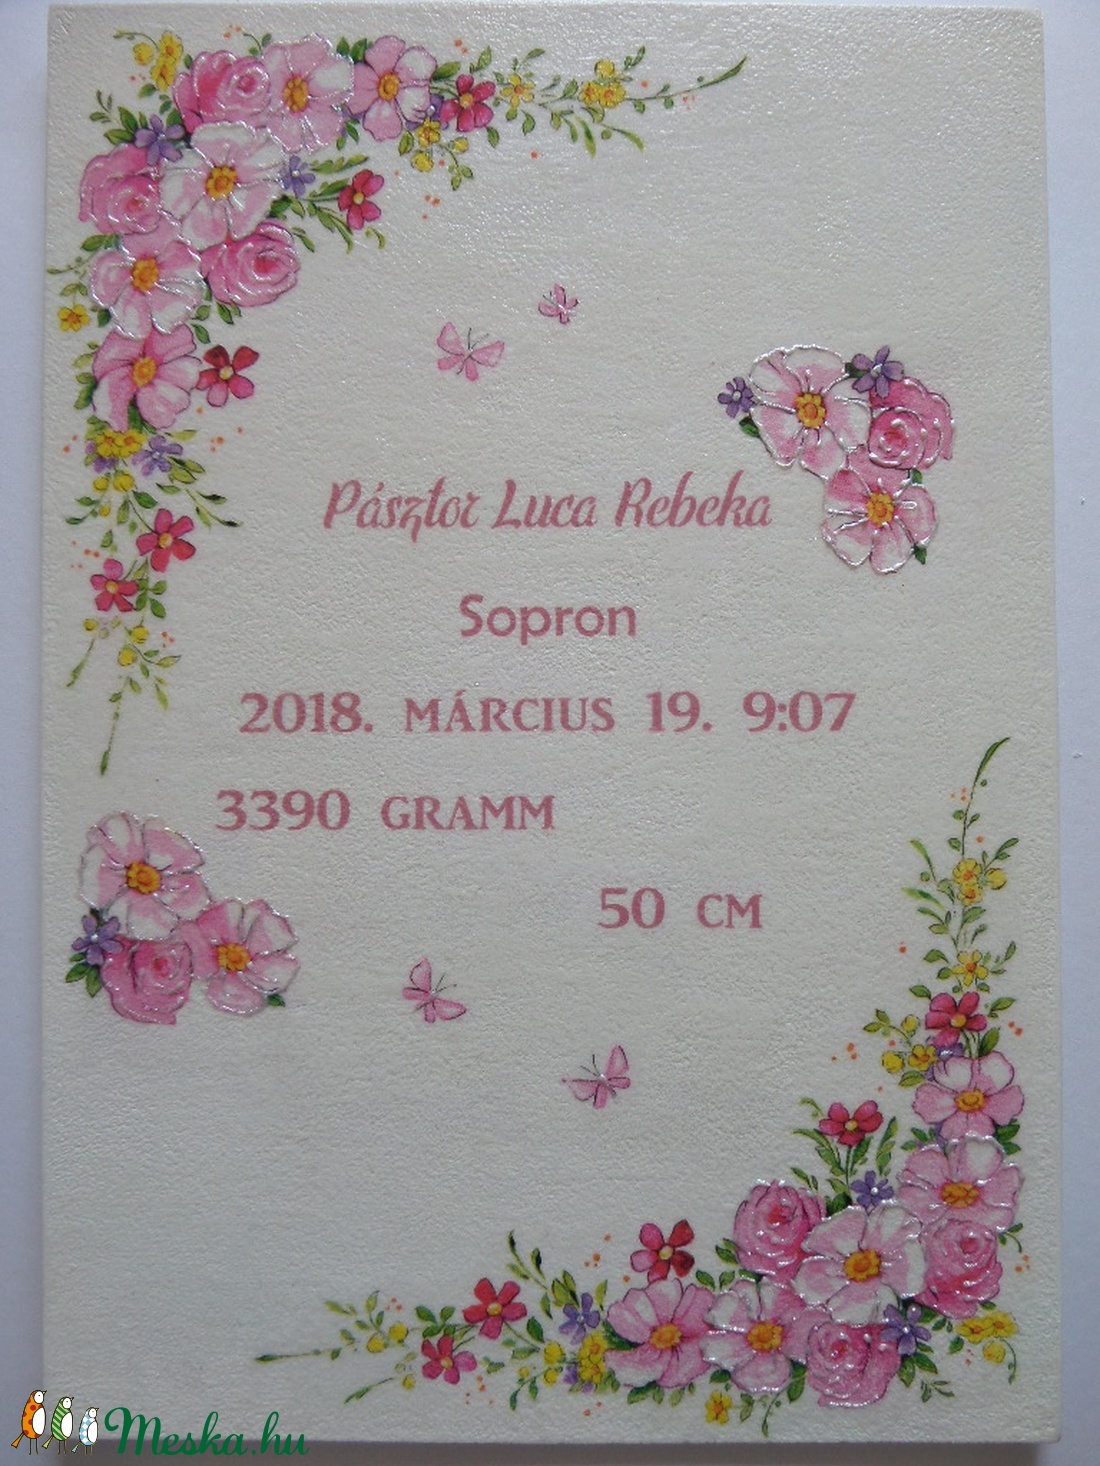 Pásztor Luca Rebeka
Sopron
2018. MÁRCIUS 19. 9:07
3390 GRAMM
50 CM
Meska.hu